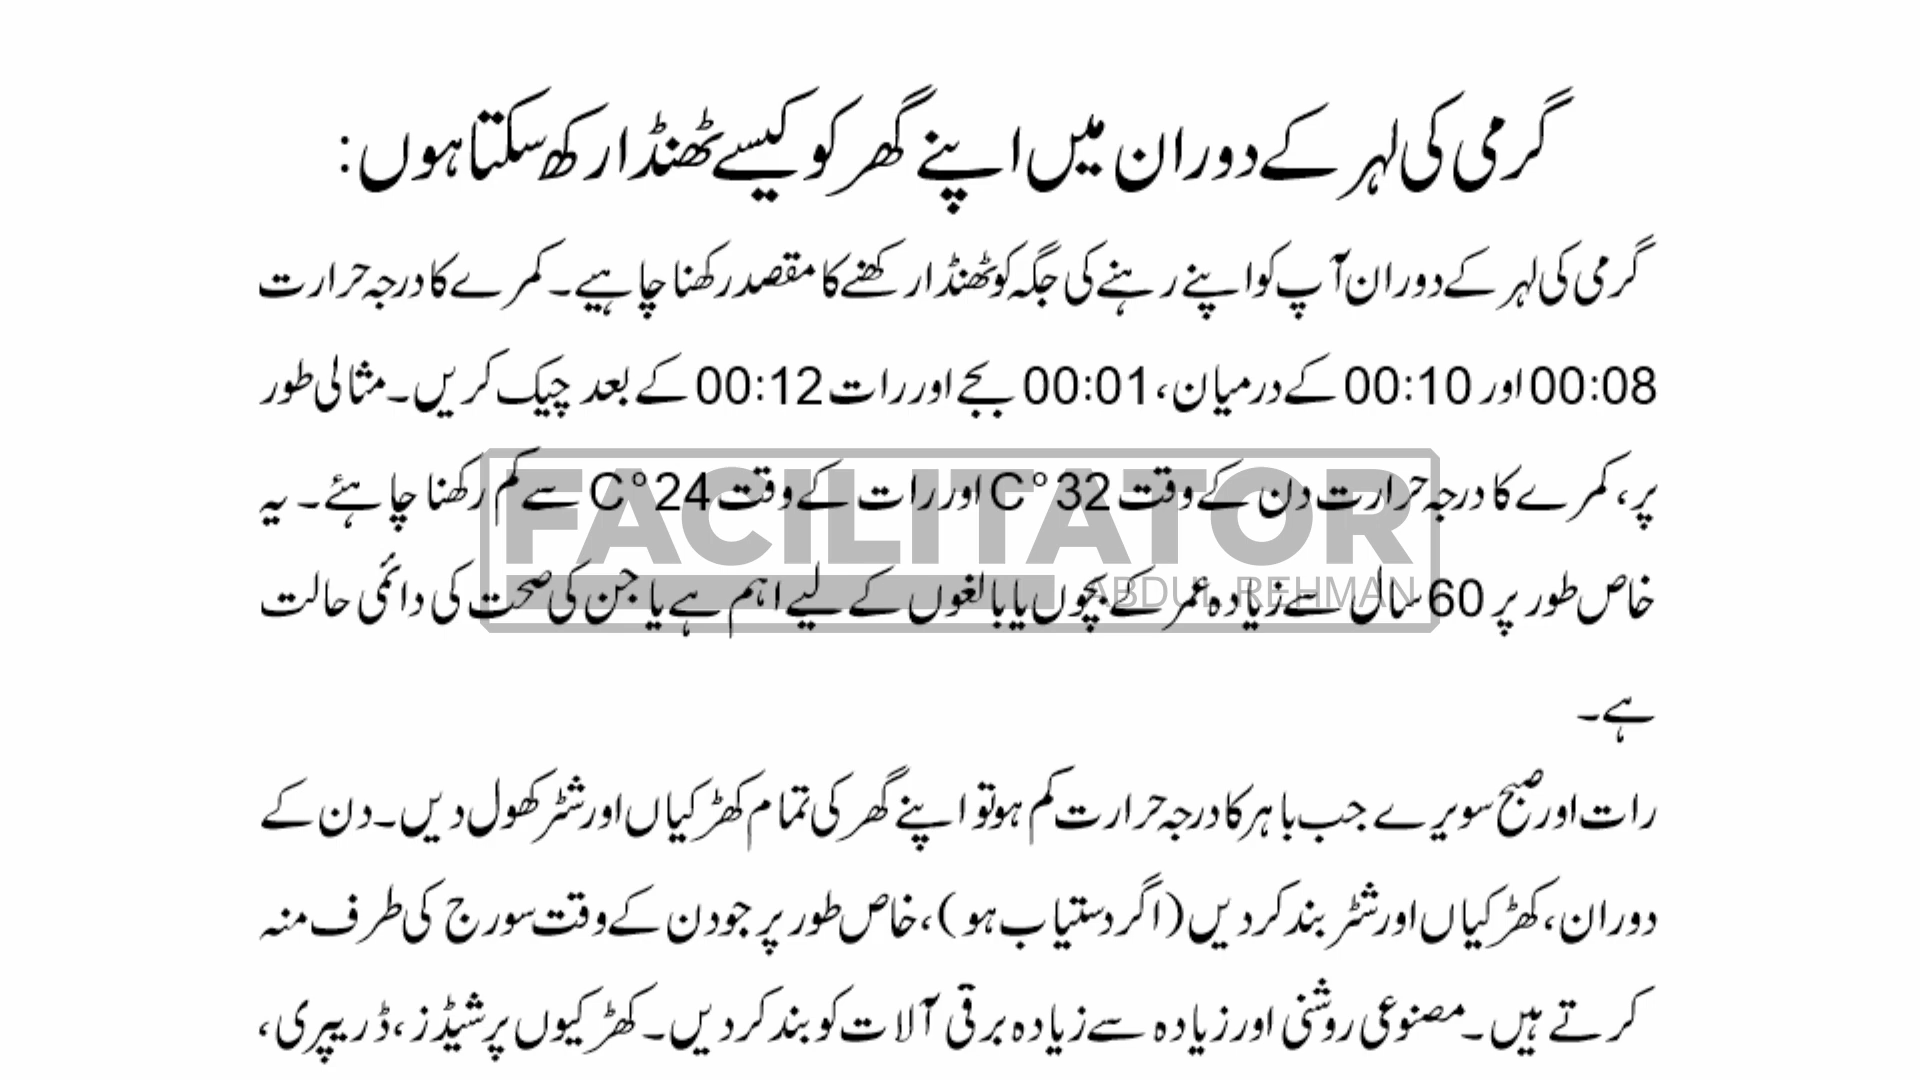 گرمی کی لہر کے دوران میں اپنے گھر کو کیسے ٹھنڈا رکھ سکتا ہوں:
گرمی کی لہر کے دوران آپ کو اپنے رہنے کی جگہ کو ٹھنڈا رکھنے کا مقصد رکھنا چاہیے۔ کمرے کا درجہ حرارت
00:08 اور 00:10 کے درمیان، 00:01 بجے اور رات 00:12 کے بعد چیک کریں۔ مثالی طور
پر، کمرے کا درجہ حرارت دن کے وقت C°32 اور رات کے وقت C°24 سے کم رکھنا چاہئے۔ یہ
خاص طور پر 60 سال سے زیادہ عمر کے بچوں یا بالغوں کے لیے اہم ہے یا جن کی صحت کی دائمی حالت
ہے۔
رات اور صبح سویرے جب باہر کا درجہ حرارت کم ہو تو اپنے گھر کی تمام کھڑکیاں اور شٹر کھول دیں۔ دن کے
دوران، کھڑکیاں اور شٹر بند کر دیں (اگر دستیاب ہو)، خاص طور پر جو دن کے وقت سورج کی طرف منہ
کرتے ہیں۔ مصنوعی روشنی اور زیادہ سے زیادہ برقی آلات کو بند کر دیں۔ کھڑکیوں پر شیڈز، ڈریپری،
FACILITATOR
ABDUL REHMAN